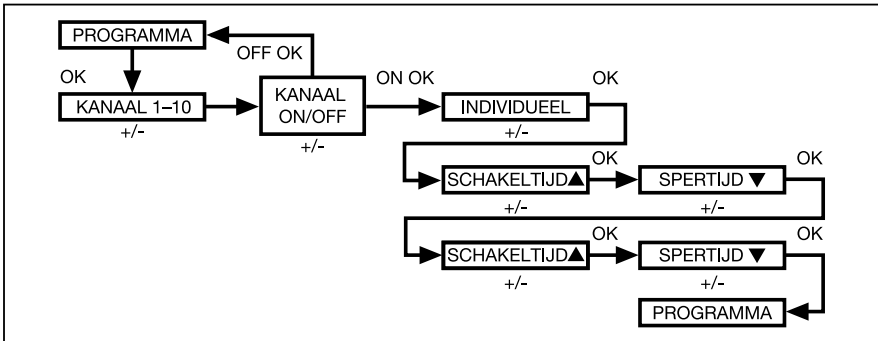 PROGRAMMA
OFF OK
OK
ON OK
OK
KANAAL 1–10
KANAAL
ON/OFF
INDIVIDUEEL
+/-
+/-
+/-
OK
OK
SCHAKELTIJD▲
SPERTIJD ▼
+/-
+/-
OK
OK
SCHAKELTIJD▲
SPERTIJD ▼
+/-
+/-
PROGRAMMA